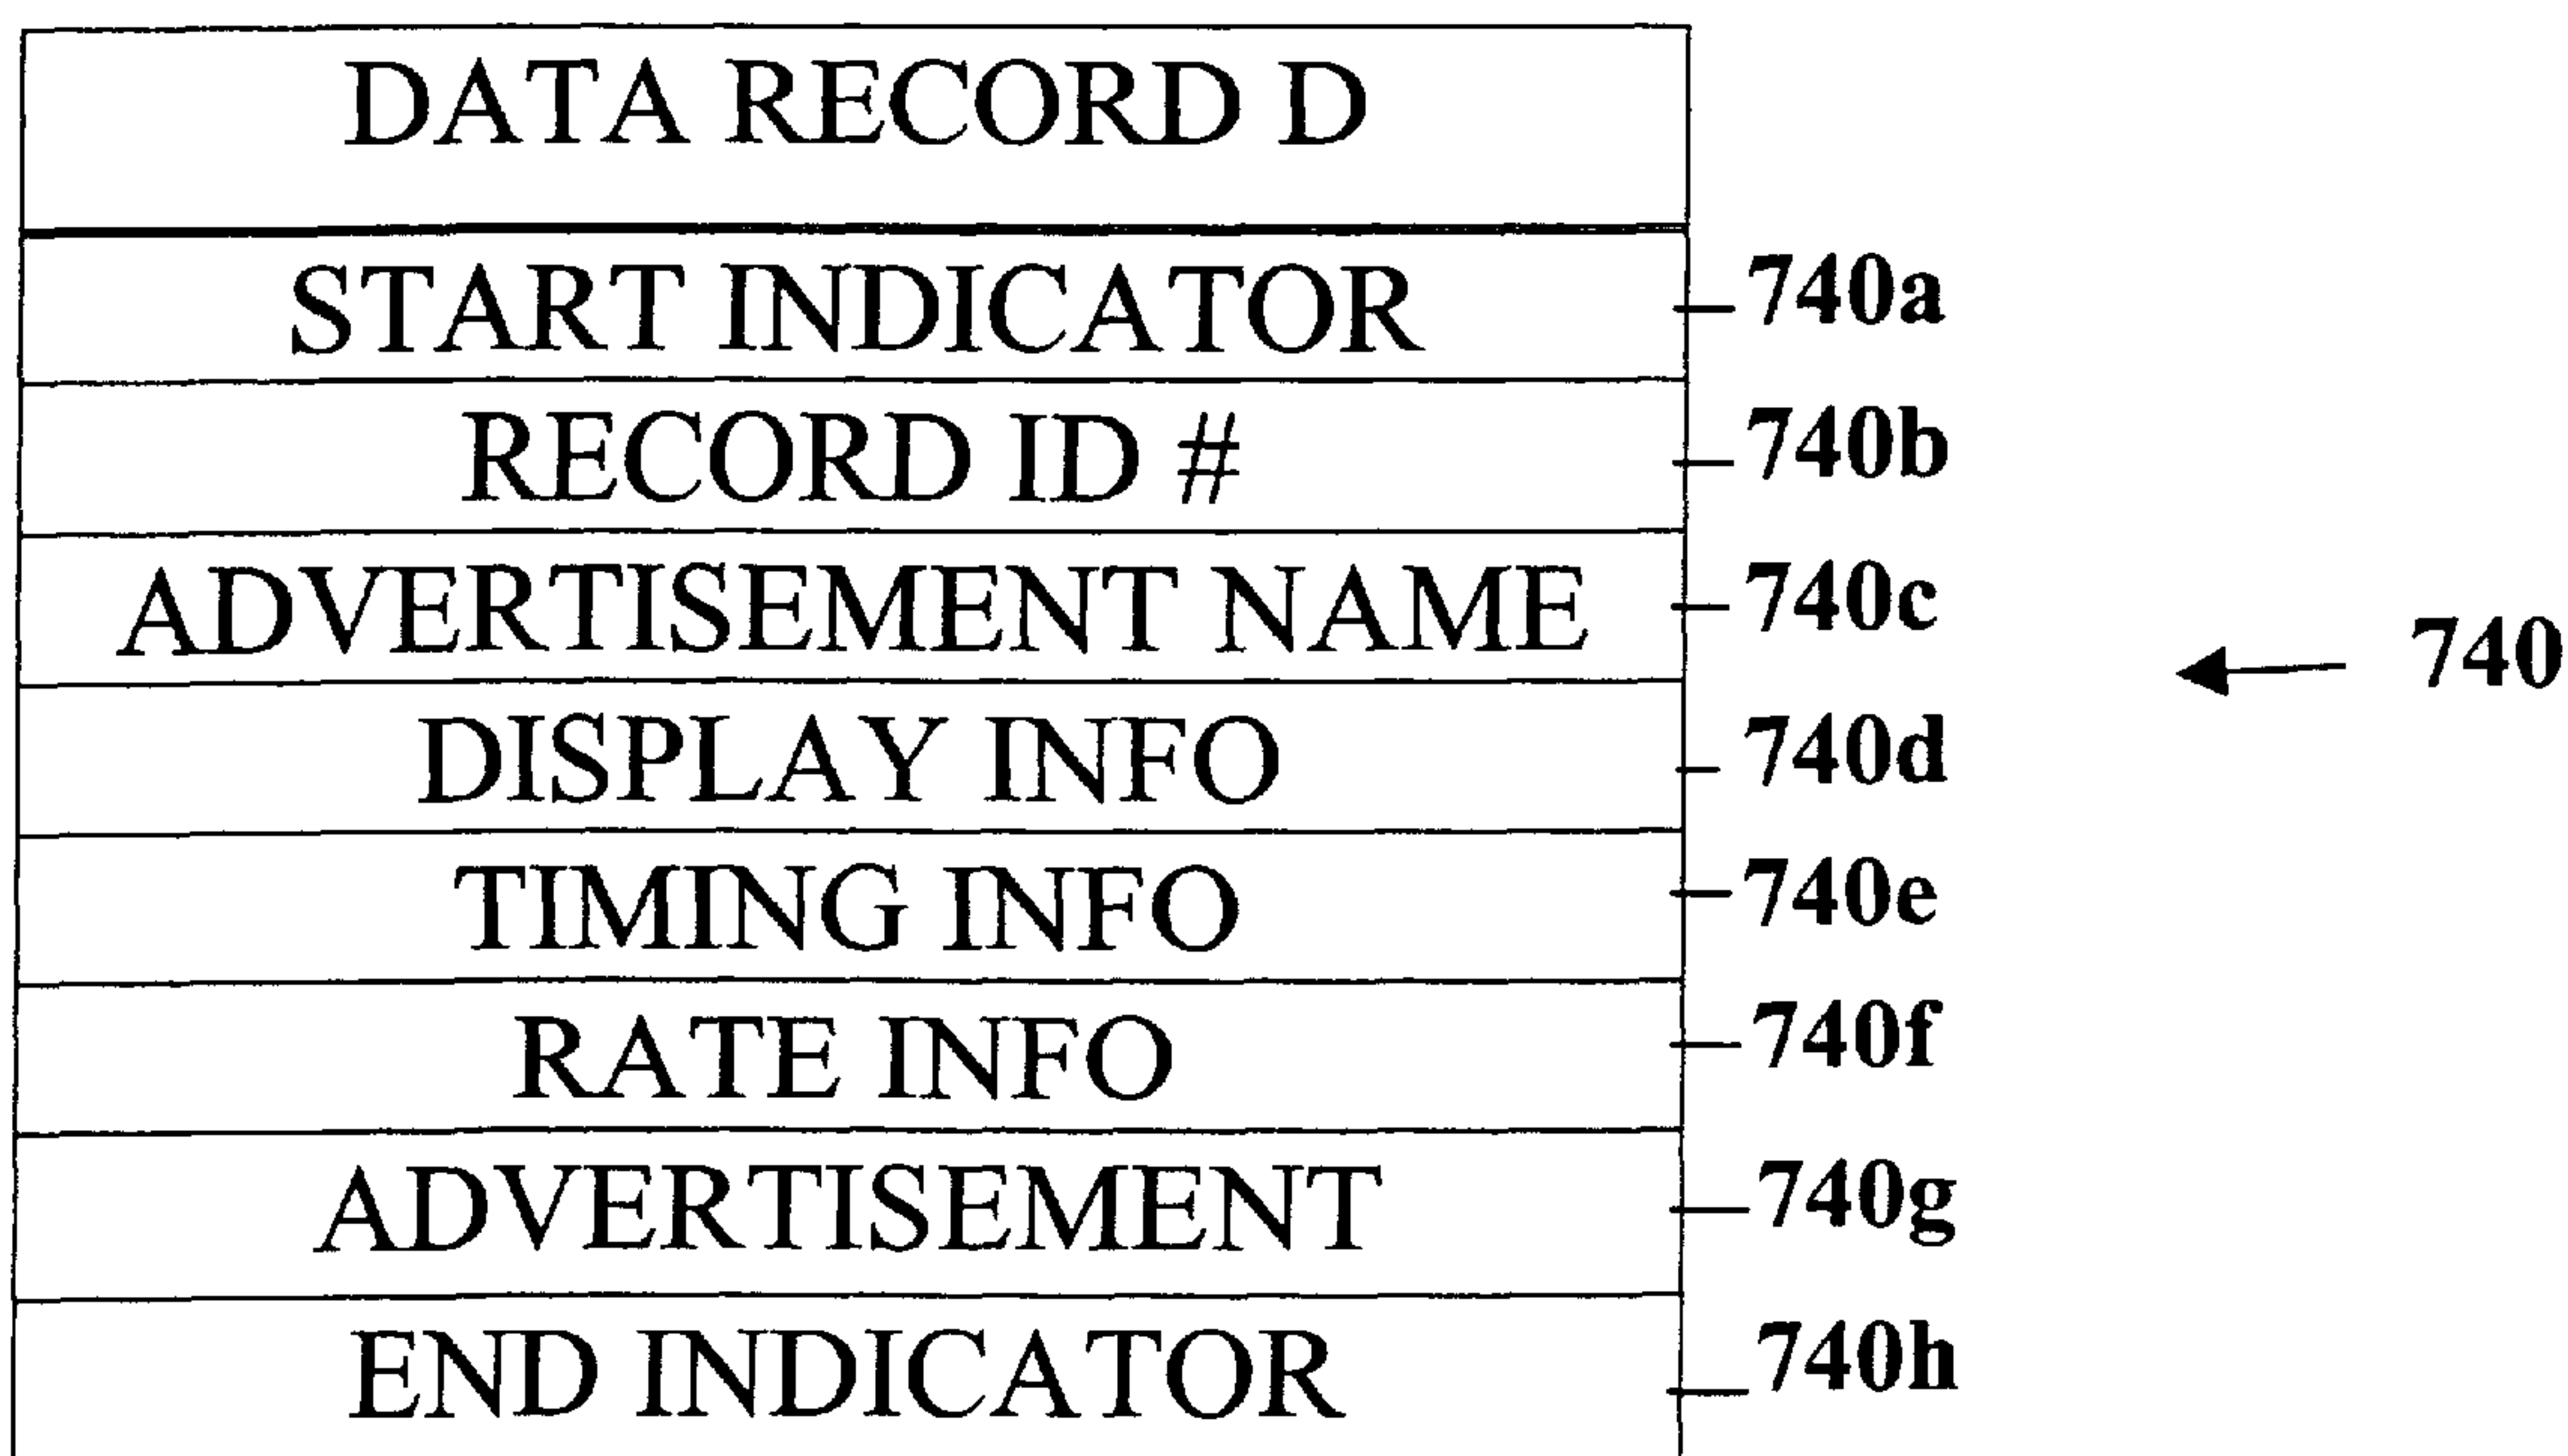 DATA RECORD D
START INDICATOR 740a
RECORD ID # 740b
ADVERTISEMENT NAME 740c
740
DISPLAY INFO 740d
TIMING INFO 740e
RATE INFO 740f
ADVERTISEMENT 740g
END INDICATOR 740h